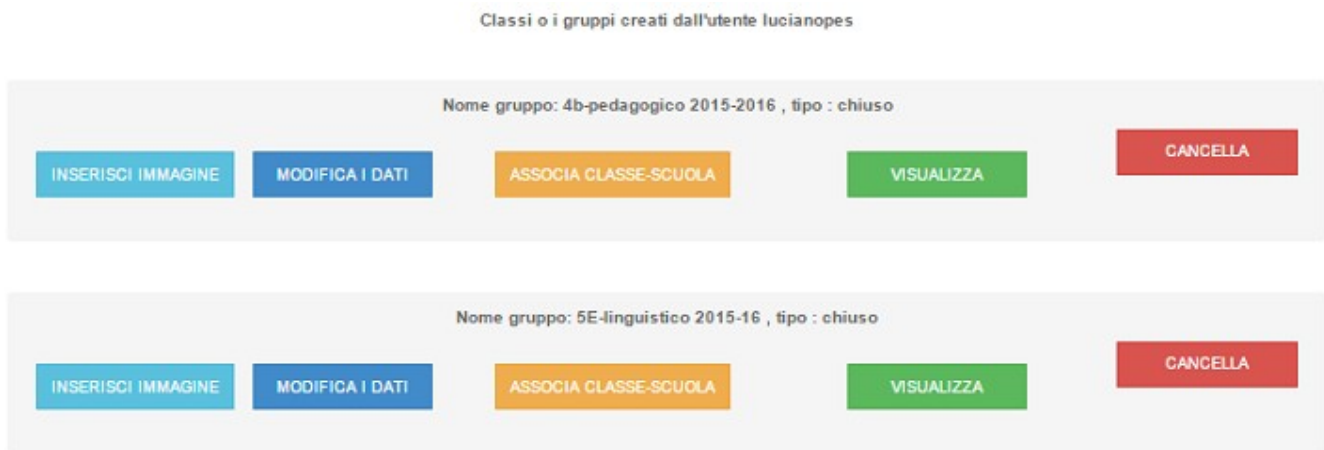 Classi o i gruppi creati dall'utente lucianopes
Nome gruppo: 4b-pedagogico 2015-2016 , tipo : chiuso
INSERISCI IMMAGINE MODIFICA I DATI ASSOCIA CLASSE-SCUOLA VISUALIZZA CANCELLA
Nome gruppo: 5E-linguistico 2015-16 , tipo : chiuso
INSERISCI IMMAGINE MODIFICA I DATI ASSOCIA CLASSE-SCUOLA VISUALIZZA CANCELLA